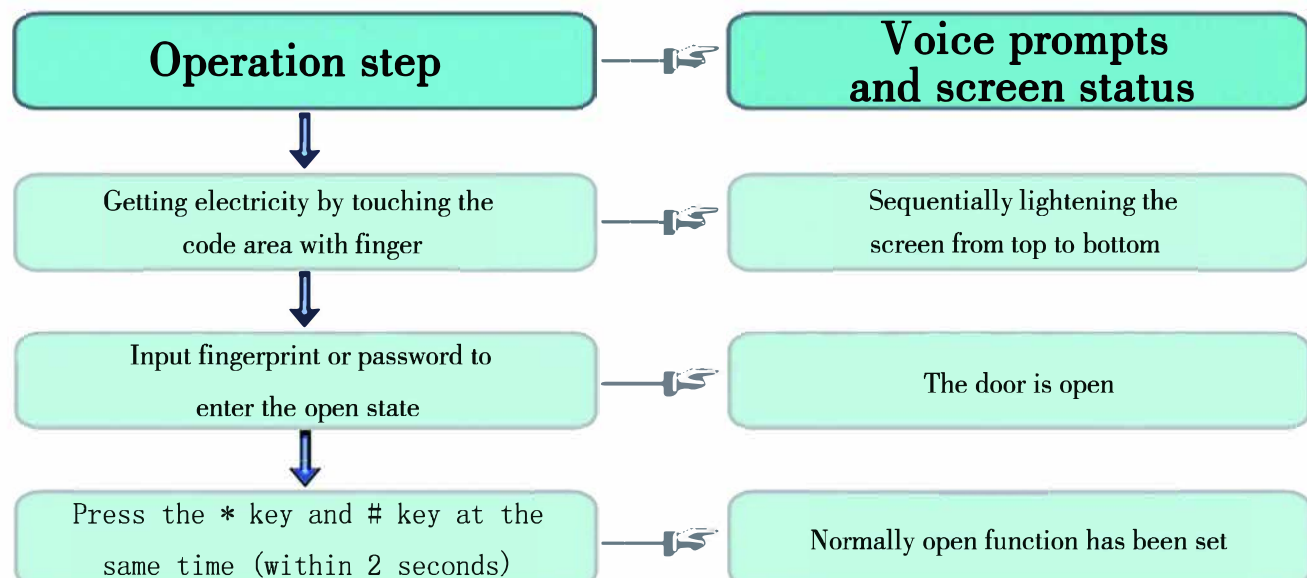 Operation step
Voice prompts
and screen status
Getting electricity by touching the
code area with finger
Sequentially lightening the
screen from top to bottom
Input fingerprint or password to
enter the open state
The door is open
Press the * key and # key at the
same time (within 2 seconds)
Normally open function has been set